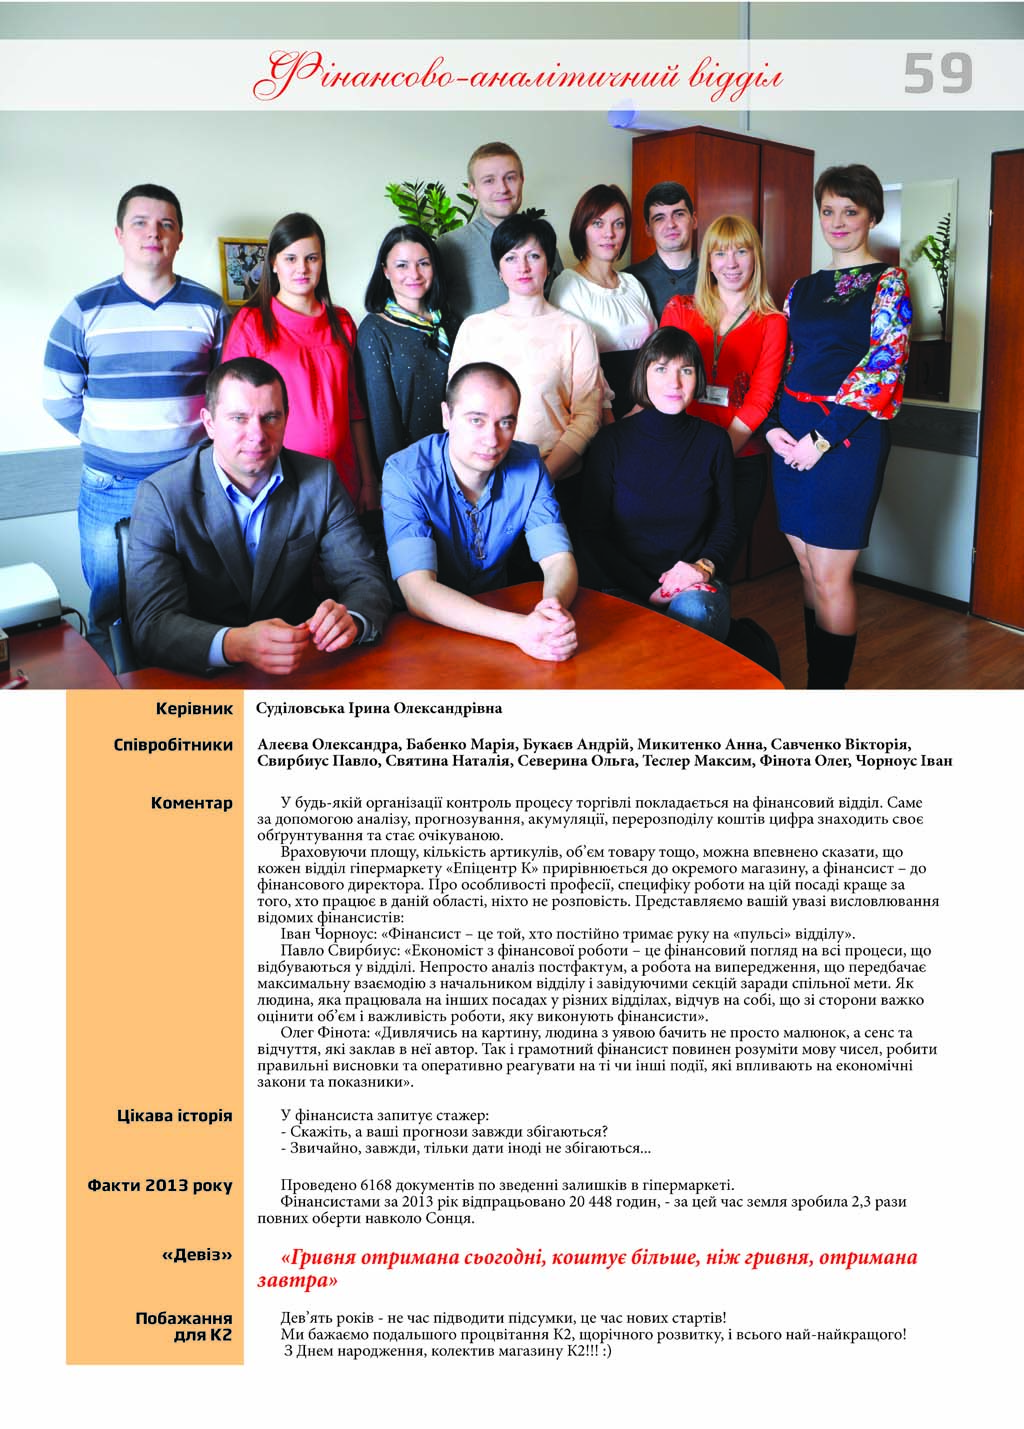 Фінансово-аналітичний відділ
59
Керівник
Суділовська Ірина Олександрівна
Співробітники
Алеєва Олександра, Бабенко Марія, Букаєв Андрій, Микитенко Анна, Савченко Вікторія,
Свирбиус Павло, Святина Наталія, Северина Ольга, Теслер Максим, Фінота Олег, Чорноус Іван
Коментар
У будь-якій організації контроль процесу торгівлі покладається на фінансовий відділ. Саме
за допомогою аналізу, прогнозування, акумуляції, перерозподілу коштів цифра знаходить своє
обґрунтування та стає очікуваною.
Враховуючи площу, кількість артикулів, об’єм товару тощо, можна впевнено сказати, що
кожен відділ гіпермаркету «Епіцентр К» прирівнюється до окремого магазину, а фінансист – до
фінансового директора. Про особливості професії, специфіку роботи на цій посаді краще за
того, хто працює в даній області, ніхто не розповість. Представляємо вашій увазі висловлювання
відомих фінансистів:
Іван Чорноус: «Фінансист – це той, хто постійно тримає руку на «пульсі» відділу».
Павло Свирбиус: «Економіст з фінансової роботи – це фінансовий погляд на всі процеси, що
відбуваються у відділі. Непросто аналіз постфактум, а робота на випередження, що передбачає
максимальну взаємодію з начальником відділу і завідуючими секцій заради спільної мети. Як
людина, яка працювала на інших посадах у різних відділах, відчув на собі, що зі сторони важко
оцінити об’єм і важливість роботи, яку виконують фінансисти».
Олег Фінота: «Дивлячись на картину, людина з уявою бачить не просто малюнок, а сенс та
відчуття, які заклав в неї автор. Так і грамотний фінансист повинен розуміти мову чисел, робити
правильні висновки та оперативно реагувати на ті чи інші події, які впливають на економічні
закони та показники».
Цікава історія
У фінансиста запитує стажер:
- Скажіть, а ваші прогнози завжди збігаються?
- Звичайно, завжди, тільки дати іноді не збігаються...
Факти 2013 року
Проведено 6168 документів по зведенні залишків в гіпермаркеті.
Фінансистами за 2013 рік відпрацьовано 20 448 годин, - за цей час земля зробила 2,3 рази
повних оберти навколо Сонця.
«Девіз»
«Гривня отримана сьогодні, коштує більше, ніж гривня, отримана
завтра»
Побажання
для К2
Дев’ять років - не час підводити підсумки, це час нових стартів!
Ми бажаємо подальшого процвітання К2, щорічного розвитку, і всього най-найкращого!
З Днем народження, колектив магазину К2!!! :)